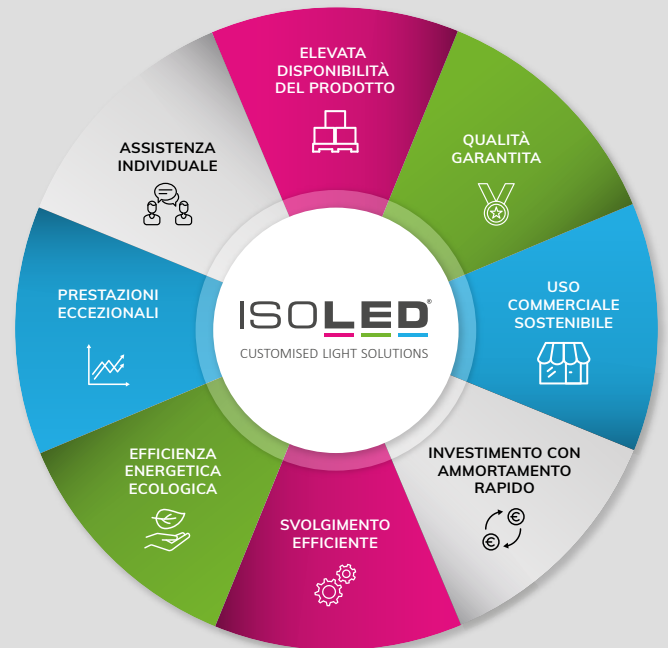 ELEVATA
DISPONIBILITÀ
DEL PRODOTTO
QUALITÀ
GARANTITA
USO
COMMERCIALE
SOSTENIBILE
INVESTIMENTO CON
AMMORTAMENTO
RAPIDO
€
€
SVOLGIMENTO
EFFICIENTE
EFFICIENZA
ENERGETICA
ECOLOGICA
PRESTAZIONI
ECCEZIONALI
ASSISTENZA
INDIVIDUALE
ISOLED®
CUSTOMISED LIGHT SOLUTIONS